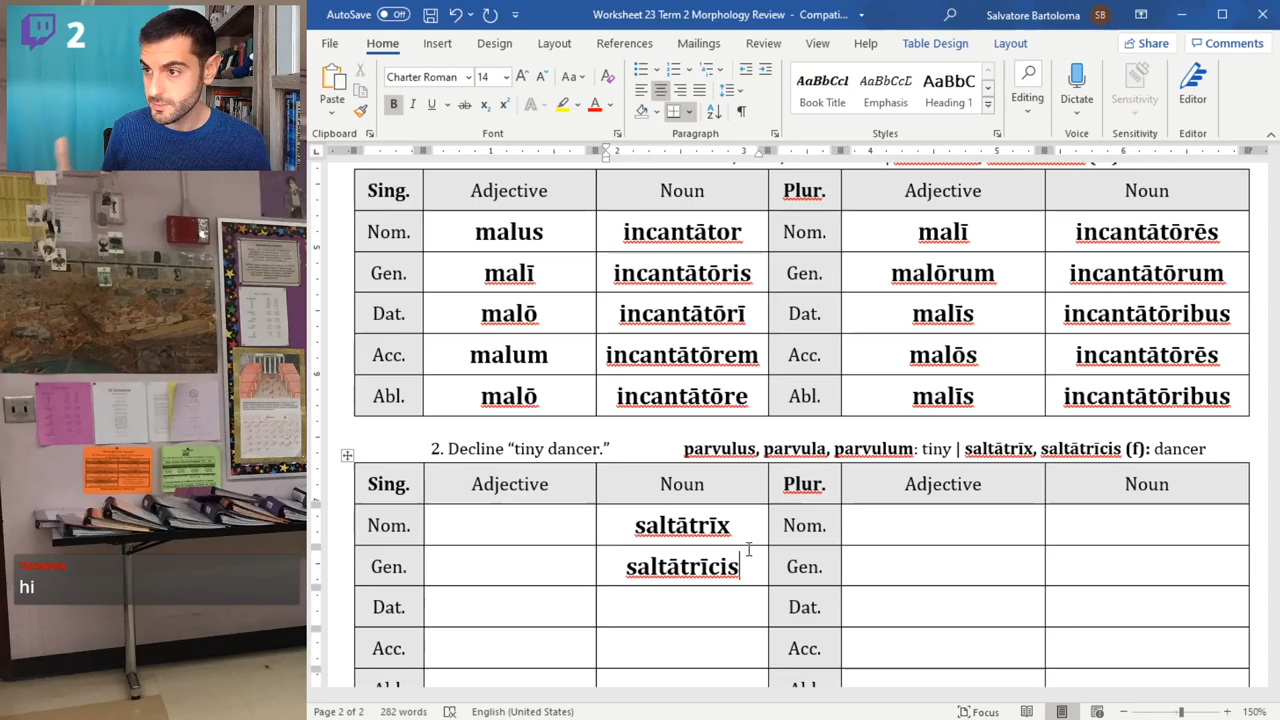 2
AutoSave Off
Worksheet 23 Term 2 Morphology Review - Compati...
Salvatore Bartoloma SB
File Home Insert Design Layout References Mailings Review View Help Table Design Layout Share Comments
Charter Roman 14
Paste
Editing Dictate Sensitivity Editor
AaBbCcl AaBbCcD AaBbC
Book Title Emphasis Heading 1
Clipboard Font Paragraph Styles Voice Sensitivity Editor
Sing. Adjective Noun Plur. Adjective Noun
Nom. malus incantātor Nom. malī incantātōrēs
Gen. malī incantātōris Gen. malōrum incantātōrum
Dat. malō incantātōrī Dat. malīs incantātōribus
Acc. malum incantātōrem Acc. malōs incantātōrēs
Abl. malō incantātōre Abl. malīs incantātōribus
2. Decline “tiny dancer.” parvulus, parvula, parvulum: tiny | saltātrīx, saltātrīcis (f): dancer
Sing. Adjective Noun Plur. Adjective Noun
Nom. saltātrīx Nom.
Gen. saltātrīcis Gen.
Dat. Dat.
Acc. Acc.
hi
Page 2 of 2 282 words English (United States) Focus 150%